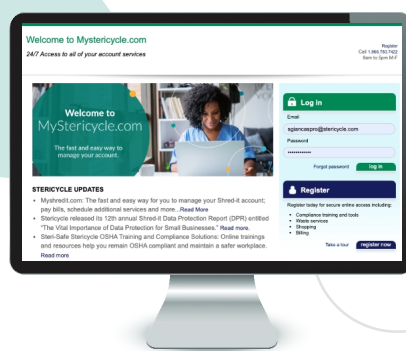 Welcome to Mystericycle.com
24/7 Access to all of your account services
Register
Call 1.866.783.7422
8am to 5pm M-F
Welcome to
MyStericycle.com
The fast and easy way to
manage your account.
Log in
Email
sglencaspro@stericycle.com
Password
Forgot password
log in
Register
Register today for secure online access including:
• Compliance training and tools
• Waste services
• Shopping
• Billing
Take a tour
register now
STERICYCLE UPDATES
• Myshredit.com: The fast and easy way for you to manage your Shred-it account;
pay bills, schedule additional services and more...Read More
• Stericycle released its 12th annual Shred-it Data Protection Report (DPR) entitled
"The Vital Importance of Data Protection for Small Businesses." Read more.
• Steri-Safe Stericycle OSHA Training and Compliance Solutions: Online trainings
and resources help you remain OSHA compliant and maintain a safer workplace.
Read more